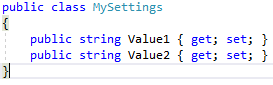 public class MySettings
{
    public string Value1 { get; set; }
    public string Value2 { get; set; }
}